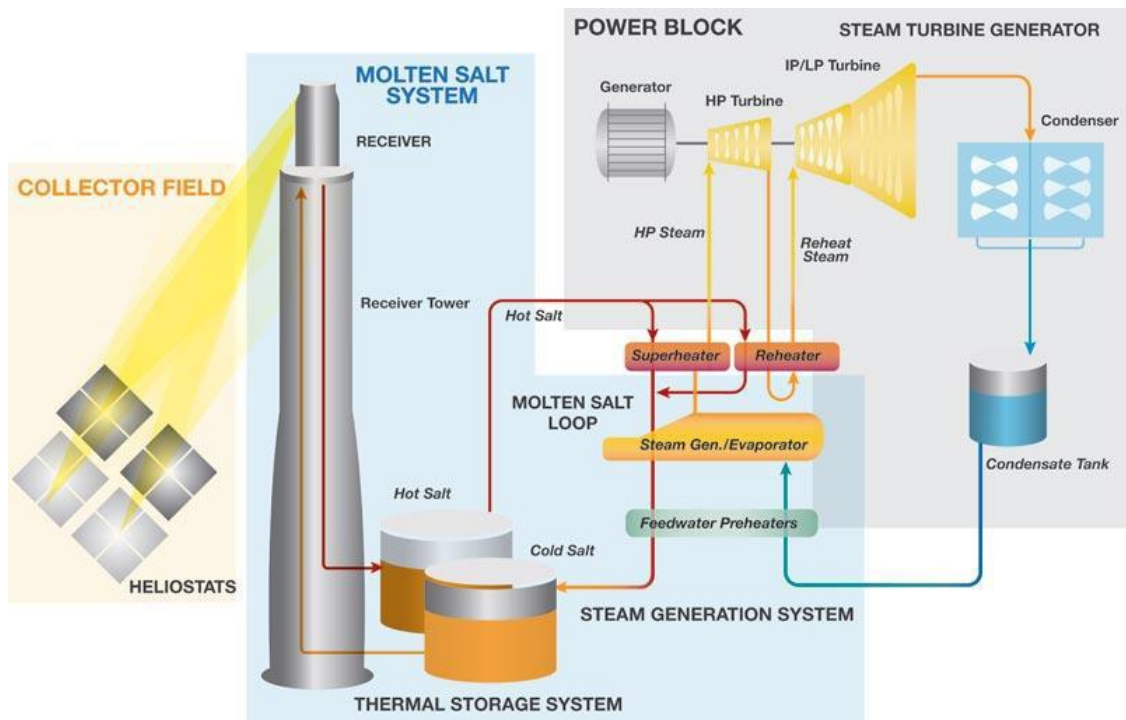 POWER BLOCK
STEAM TURBINE GENERATOR
IP/LP Turbine
HP Turbine
Generator
Condenser
MOLTEN SALT
SYSTEM
RECEIVER
COLLECTOR FIELD
HP Steam
Reheat
Steam
Receiver Tower
Hot Salt
Superheater
Reheater
MOLTEN SALT
LOOP
Steam Gen./Evaporator
Condensate Tank
Hot Salt
Feedwater Preheaters
Cold Salt
HELIOSTATS
STEAM GENERATION SYSTEM
THERMAL STORAGE SYSTEM